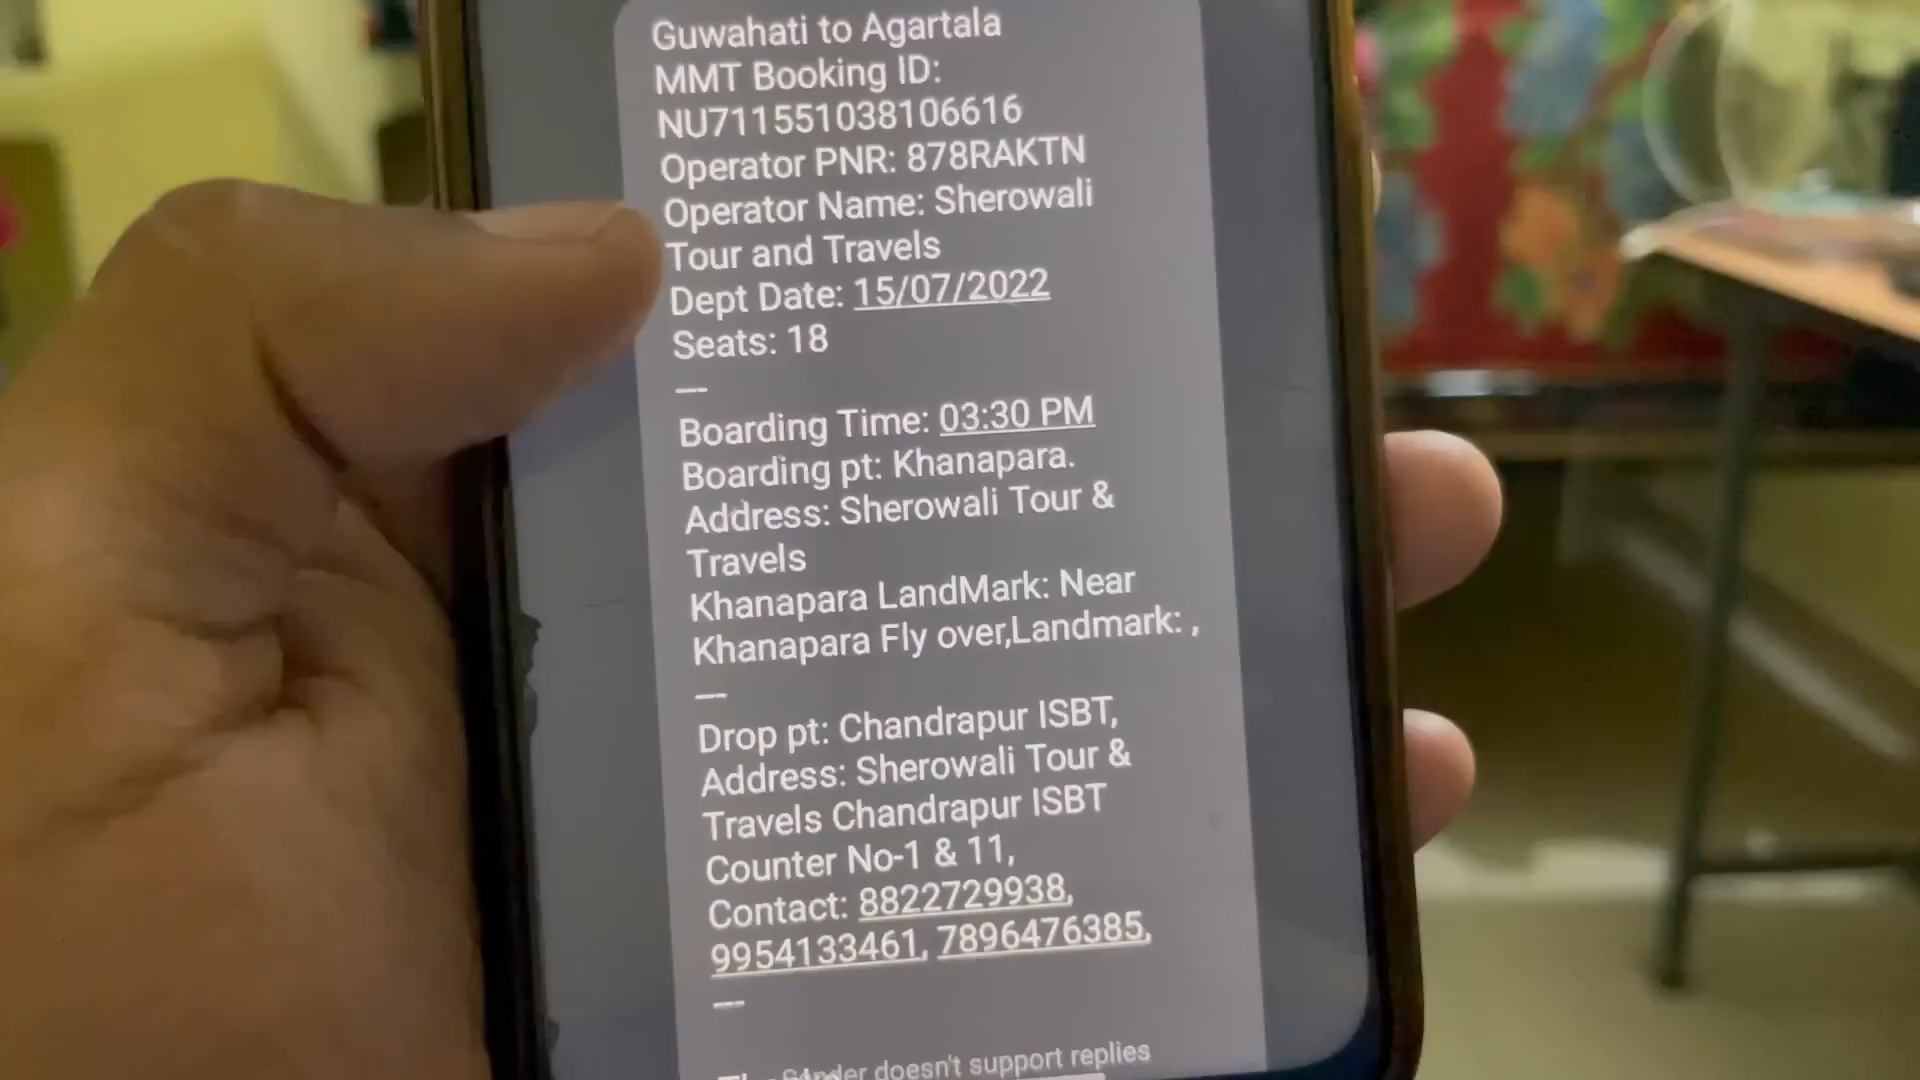 Guwahati to Agartala
MMT Booking ID:
NU711551038106616
Operator PNR: 878RAKTN
Operator Name: Sherowali
Tour and Travels
Dept Date: 15/07/2022
Seats: 18
—
Boarding Time: 03:30 PM
Boarding pt: Khanapara.
Address: Sherowali Tour &
Travels
Khanapara LandMark: Near
Khanapara Fly over,Landmark: ,
—
Drop pt: Chandrapur ISBT,
Address: Sherowali Tour &
Travels Chandrapur ISBT
Counter No-1 & 11,
Contact: 8822729938,
9954133461, 7896476385,
—
doesn't support replies